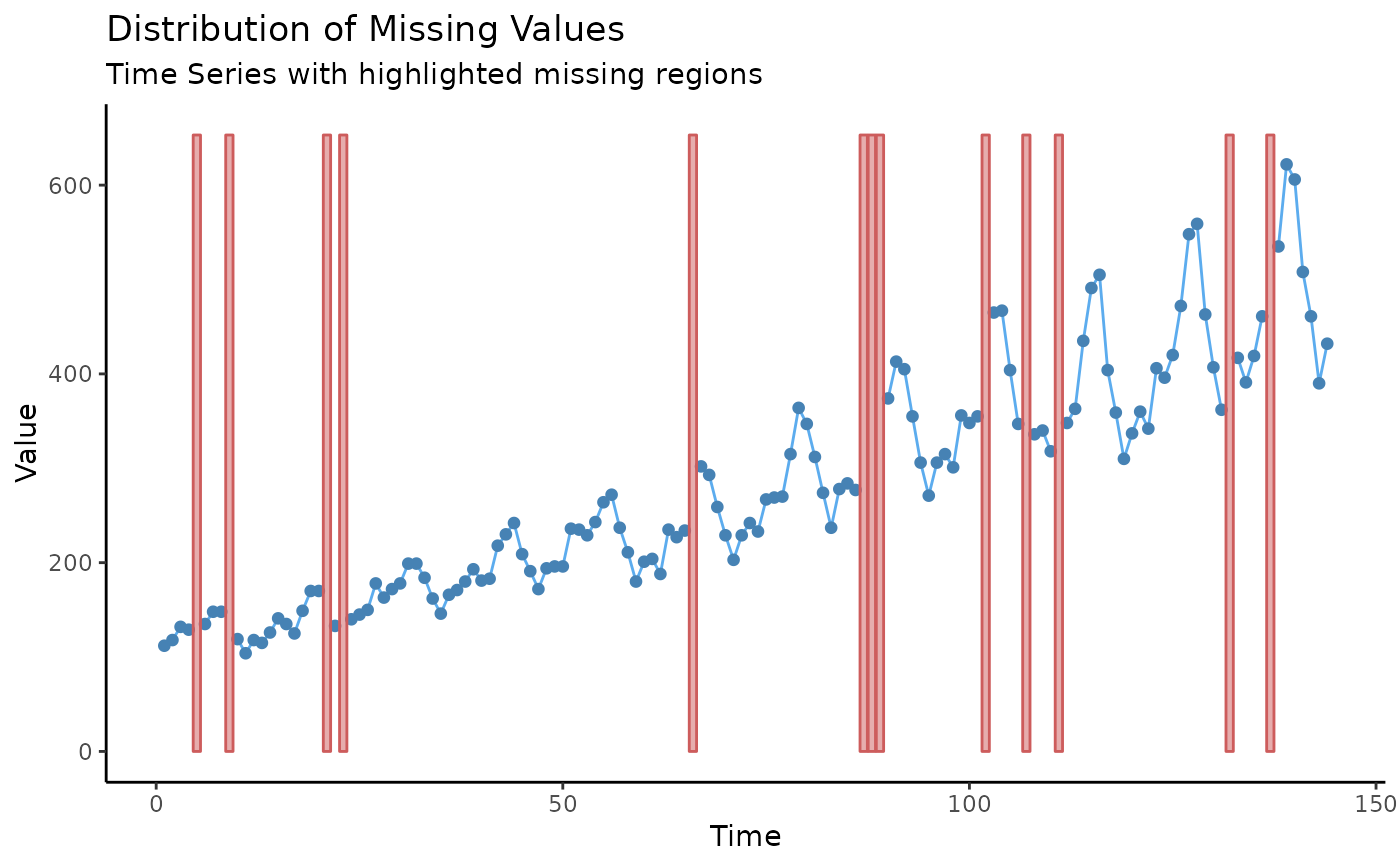 Distribution of Missing Values
Time Series with highlighted missing regions
Value
600
400
200
0
0 50 100 150
Time